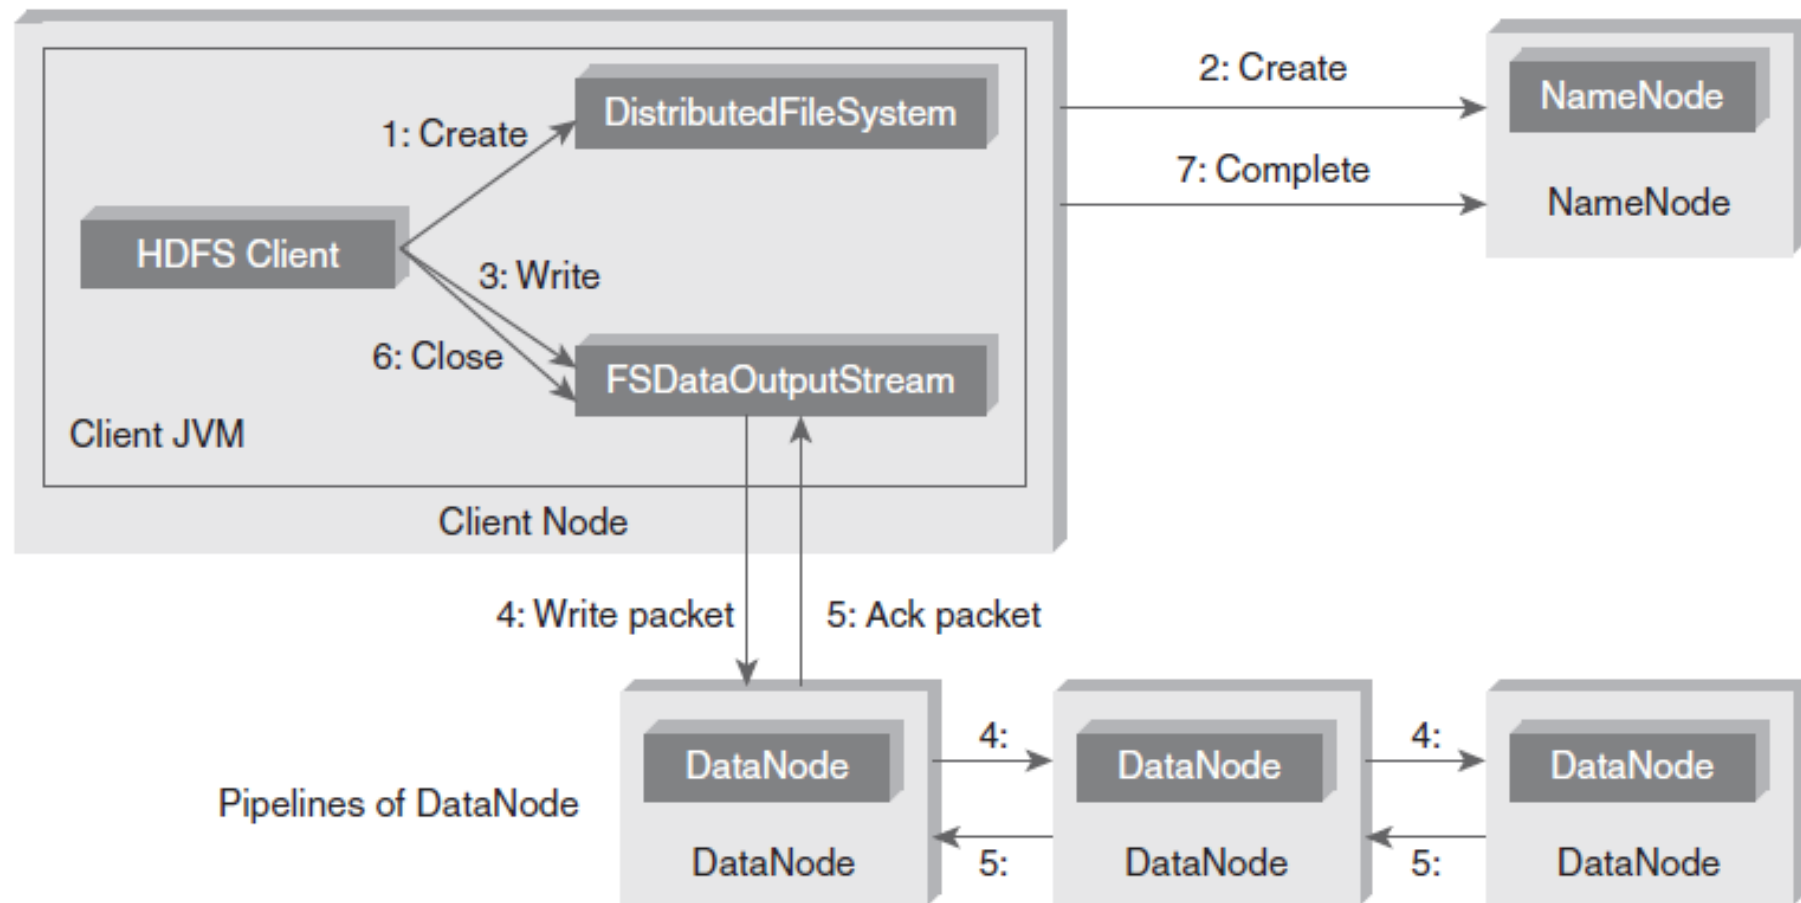 2: Create
NameNode
DistributedFileSystem
1: Create
7: Complete
NameNode
HDFS Client
3: Write
6: Close
FSDataOutputStream
Client JVM
Client Node
4: Write packet
5: Ack packet
4:
4:
DataNode
DataNode
DataNode
Pipelines of DataNode
DataNode
5:
DataNode
5:
DataNode